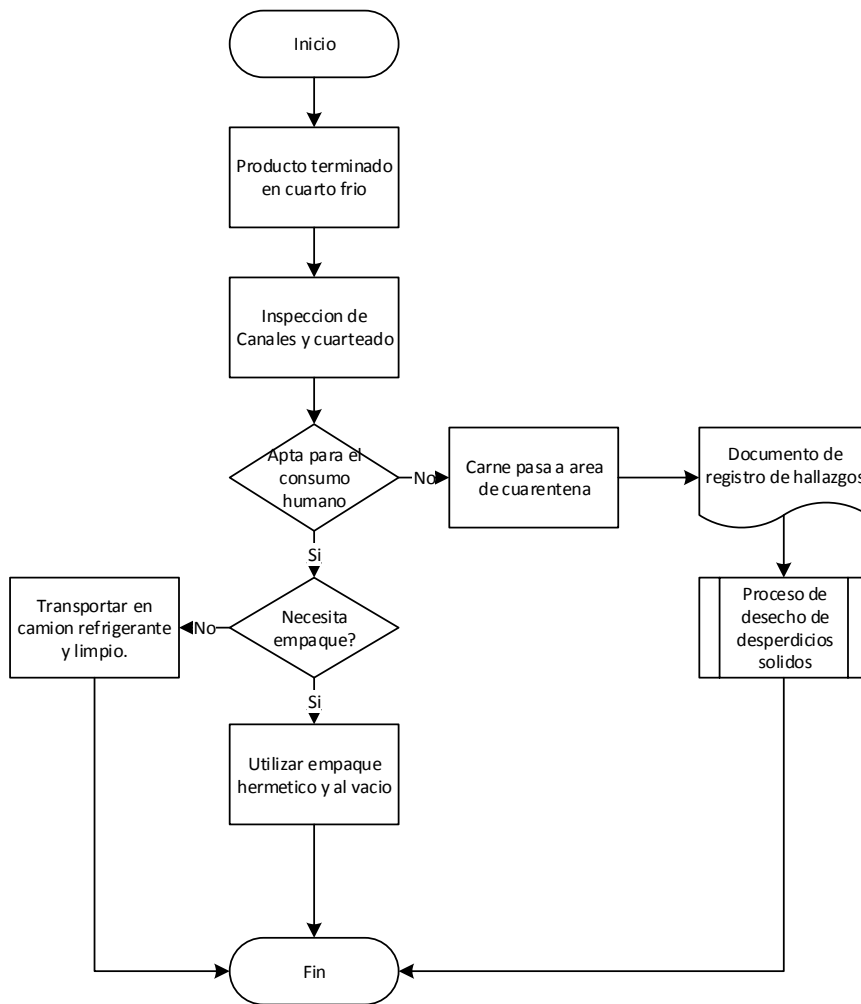 Inicio
Producto terminado
en cuarto frio
Inspeccion de
Canales y cuarteado
Apta para el
consumo
humano
No
Carne pasa a area
de cuarentena
Documento de
registro de hallazgos
Si
Proceso de
desecho de
desperdicios
solidos
Transportar en
camion refrigerante
y limpio.
No
Necesita
empaque?
Si
Utilizar empaque
hermetico y al vacio
Fin